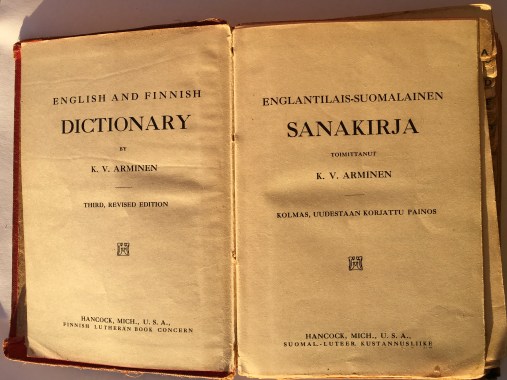 ENGLISH AND FINNISH
DICTIONARY
BY
K. V. ARMINEN
THIRD, REVISED EDITION
HANCOCK, MICH., U. S. A.,
FINNISH LUTHERAN BOOK CONCERN
ENGLANTILAIS-SUOMALAINEN
SANAKIRJA
TOIMITTANUT
K. V. ARMINEN
KOLMAS, UUDESTAAN KORJATTU PAINOS
HANCOCK, MICH., U. S. A.,
SUOMAL.-LUTEER. KUSTANNUSLIIKE
A